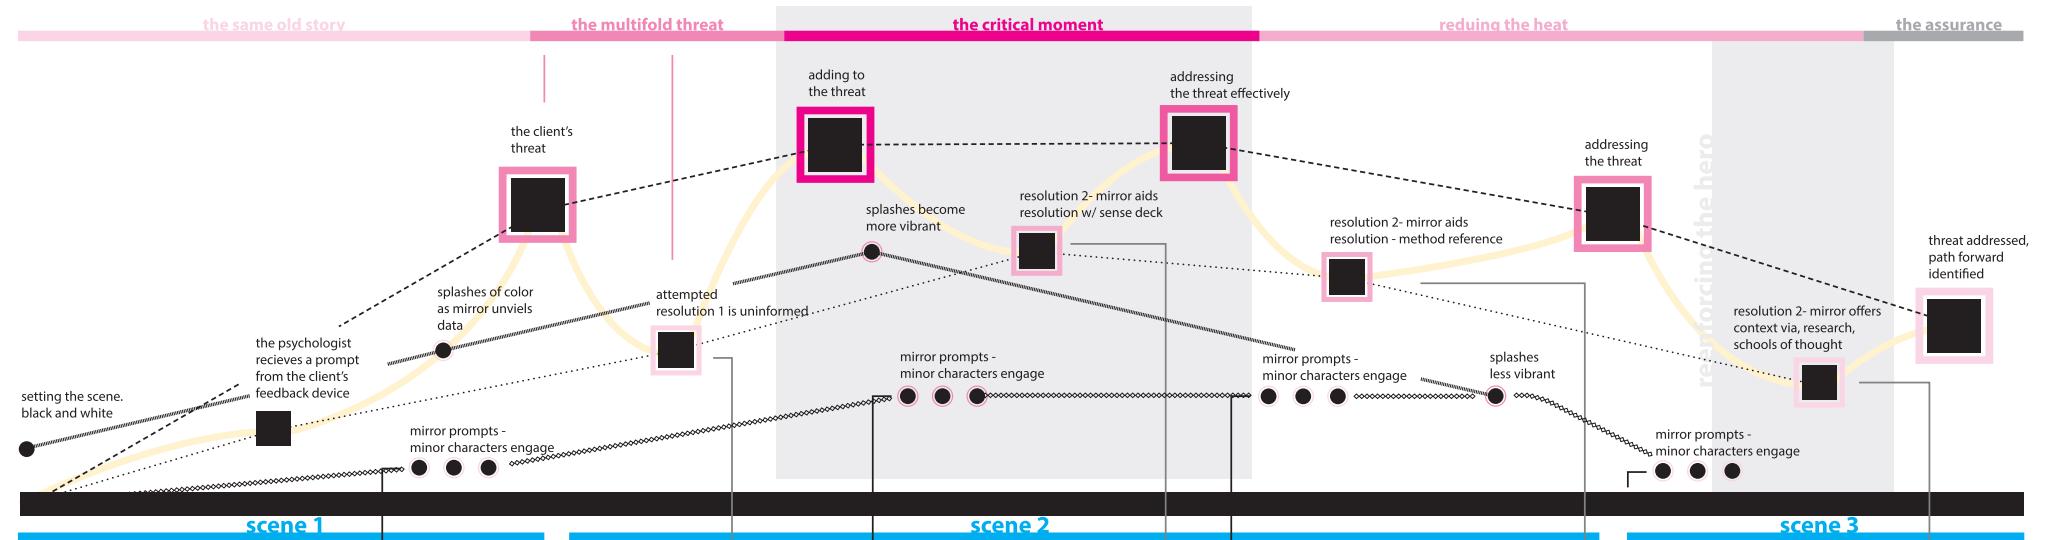 the same old story
the multifold threat
the critical moment
reduing the heat
the assurance
adding to
the threat
addressing
the threat effectively
the client's
threat
addressing
the threat
resolution 2- mirror aids
resolution w/ sense deck
splashes become
more vibrant
resolution 2- mirror aids
resolution - method reference
reenforcing the hero
threat addressed,
path forward
identified
splashes of color
as mirror unviels
data
attempted
resolution 1 is uninformed
resolution 2- mirror offers
context via, research,
schools of thought
the psychologist
recieves a prompt
from the client's
feedback device
mirror prompts -
minor characters engage
mirror prompts -
minor characters engage
splashes
less vibrant
setting the scene.
black and white
mirror prompts -
minor characters engage
mirror prompts -
minor characters engage
scene 1
scene 2
scene 3